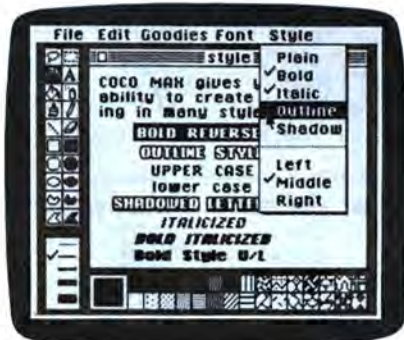 File Edit Goodies Font Style
style
Plain
Bold
Italic
Outline
Shadow
Left
Middle
Right
COCO MAX gives
ability to create
ing in many style
BOLD REVERSE
OUTLINE STYL
UPPER CASE
lower case
SHADOWED LETTE
ITALICIZED
BOLD ITALICIZED
Bold Style U/L